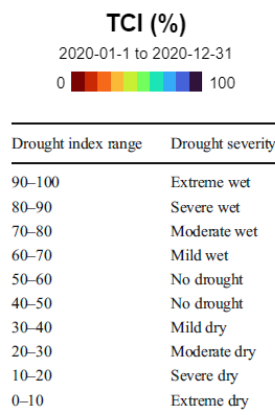 TCI (%)
2020-01-1 to 2020-12-31
0 100
Drought index range Drought severity
90–100 Extreme wet
80–90 Severe wet
70–80 Moderate wet
60–70 Mild wet
50–60 No drought
40–50 No drought
30–40 Mild dry
20–30 Moderate dry
10–20 Severe dry
0–10 Extreme dry